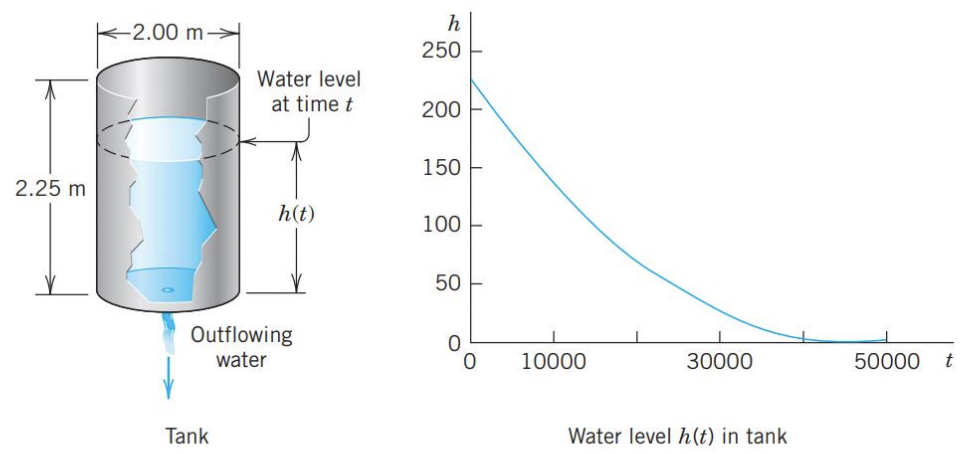 2.00 m
Water level
at time t
2.25 m
h(t)
Outflowing
water
Tank
h
250
200
150
100
50
0
0 10000 30000 50000 t
Water level h(t) in tank